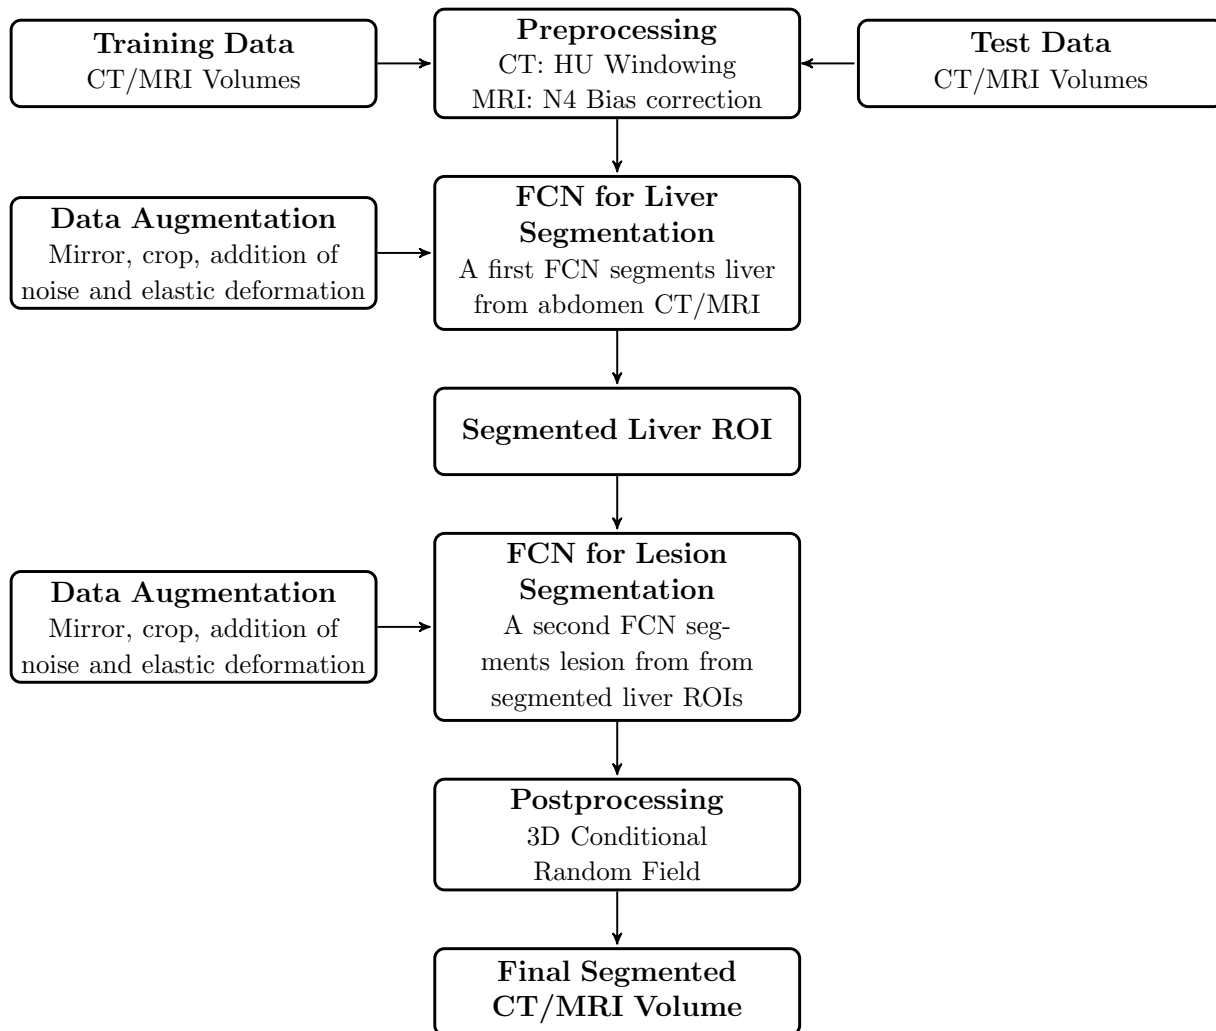 Training Data
CT/MRI Volumes
Preprocessing
CT: HU Windowing
MRI: N4 Bias correction
Test Data
CT/MRI Volumes
Data Augmentation
Mirror, crop, addition of
noise and elastic deformation
FCN for Liver
Segmentation
A first FCN segments liver
from abdomen CT/MRI
Segmented Liver ROI
Data Augmentation
Mirror, crop, addition of
noise and elastic deformation
FCN for Lesion
Segmentation
A second FCN seg-
ments lesion from from
segmented liver ROIs
Postprocessing
3D Conditional
Random Field
Final Segmented
CT/MRI Volume